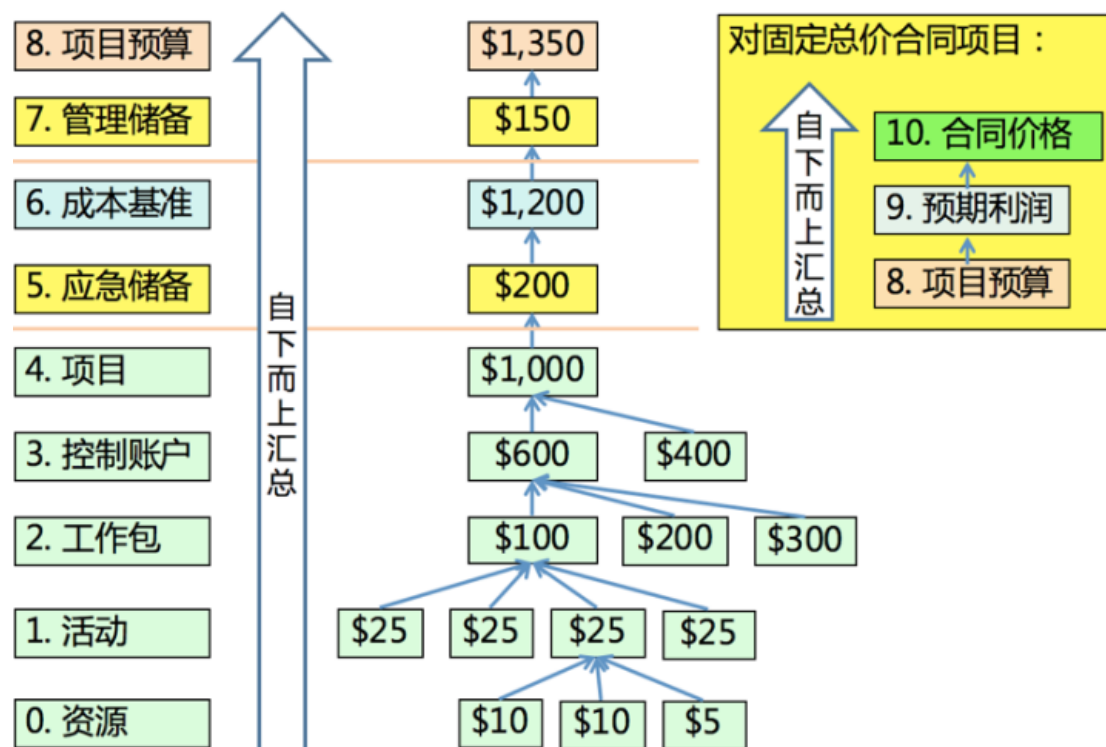 8. 项目预算
$1,350
对固定总价合同项目：
7. 管理储备
$150
自下而上汇总
10. 合同价格
6. 成本基准
$1,200
9. 预期利润
5. 应急储备
$200
8. 项目预算
自下而上汇总
4. 项目
$1,000
3. 控制账户
$600
$400
2. 工作包
$100
$200
$300
1. 活动
$25
$25
$25
$25
0. 资源
$10
$10
$5